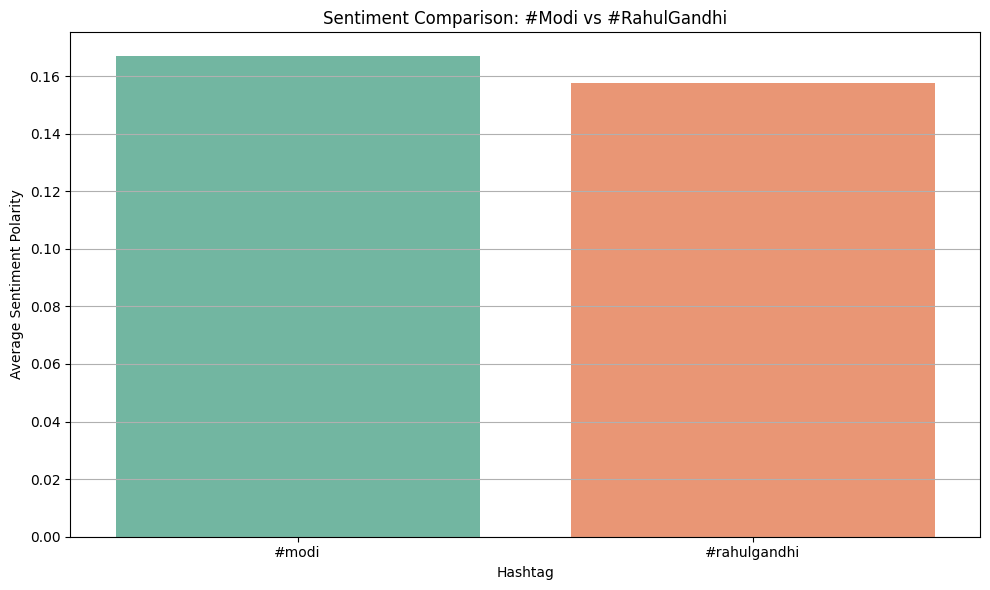 Sentiment Comparison: #Modi vs #RahulGandhi
Average Sentiment Polarity
0.16
0.14
0.12
0.10
0.08
0.06
0.04
0.02
0.00
#modi
#rahulgandhi
Hashtag